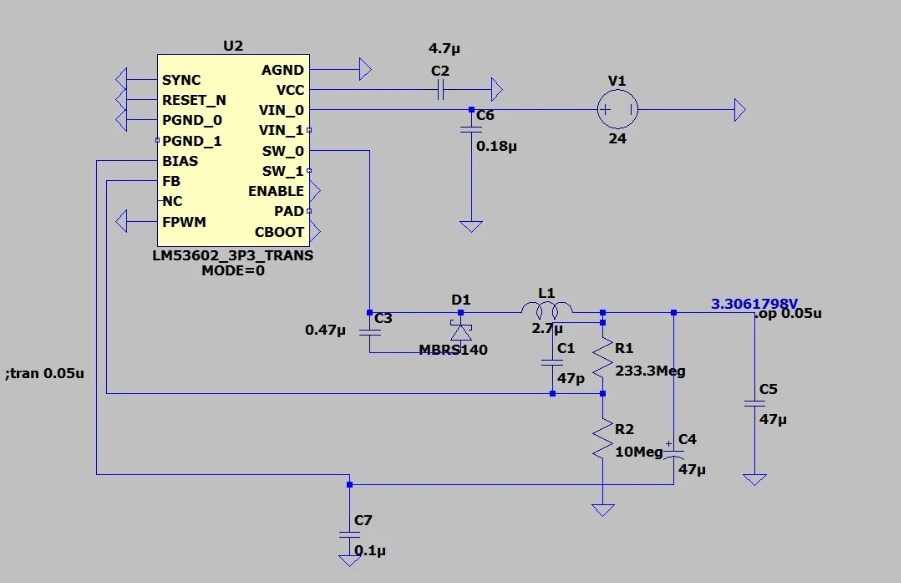 U2
SYNC
RESET_N
PGND_0
PGND_1
BIAS
FB
NC
FPWM
AGND
VCC
VIN_0
VIN_1
SW_0
SW_1
ENABLE
PAD
CBOOT
LM53602_3P3_TRANS
MODE=0
4.7µ
C2
C6
0.18µ
V1
24
C3
0.47µ
D1
MBRS140
L1
2.7µ
3.3061798V
.op 0.05u
C1
47p
R1
233.3Meg
;tran 0.05u
C5
47µ
R2
10Meg
C4
47µ
C7
0.1µ